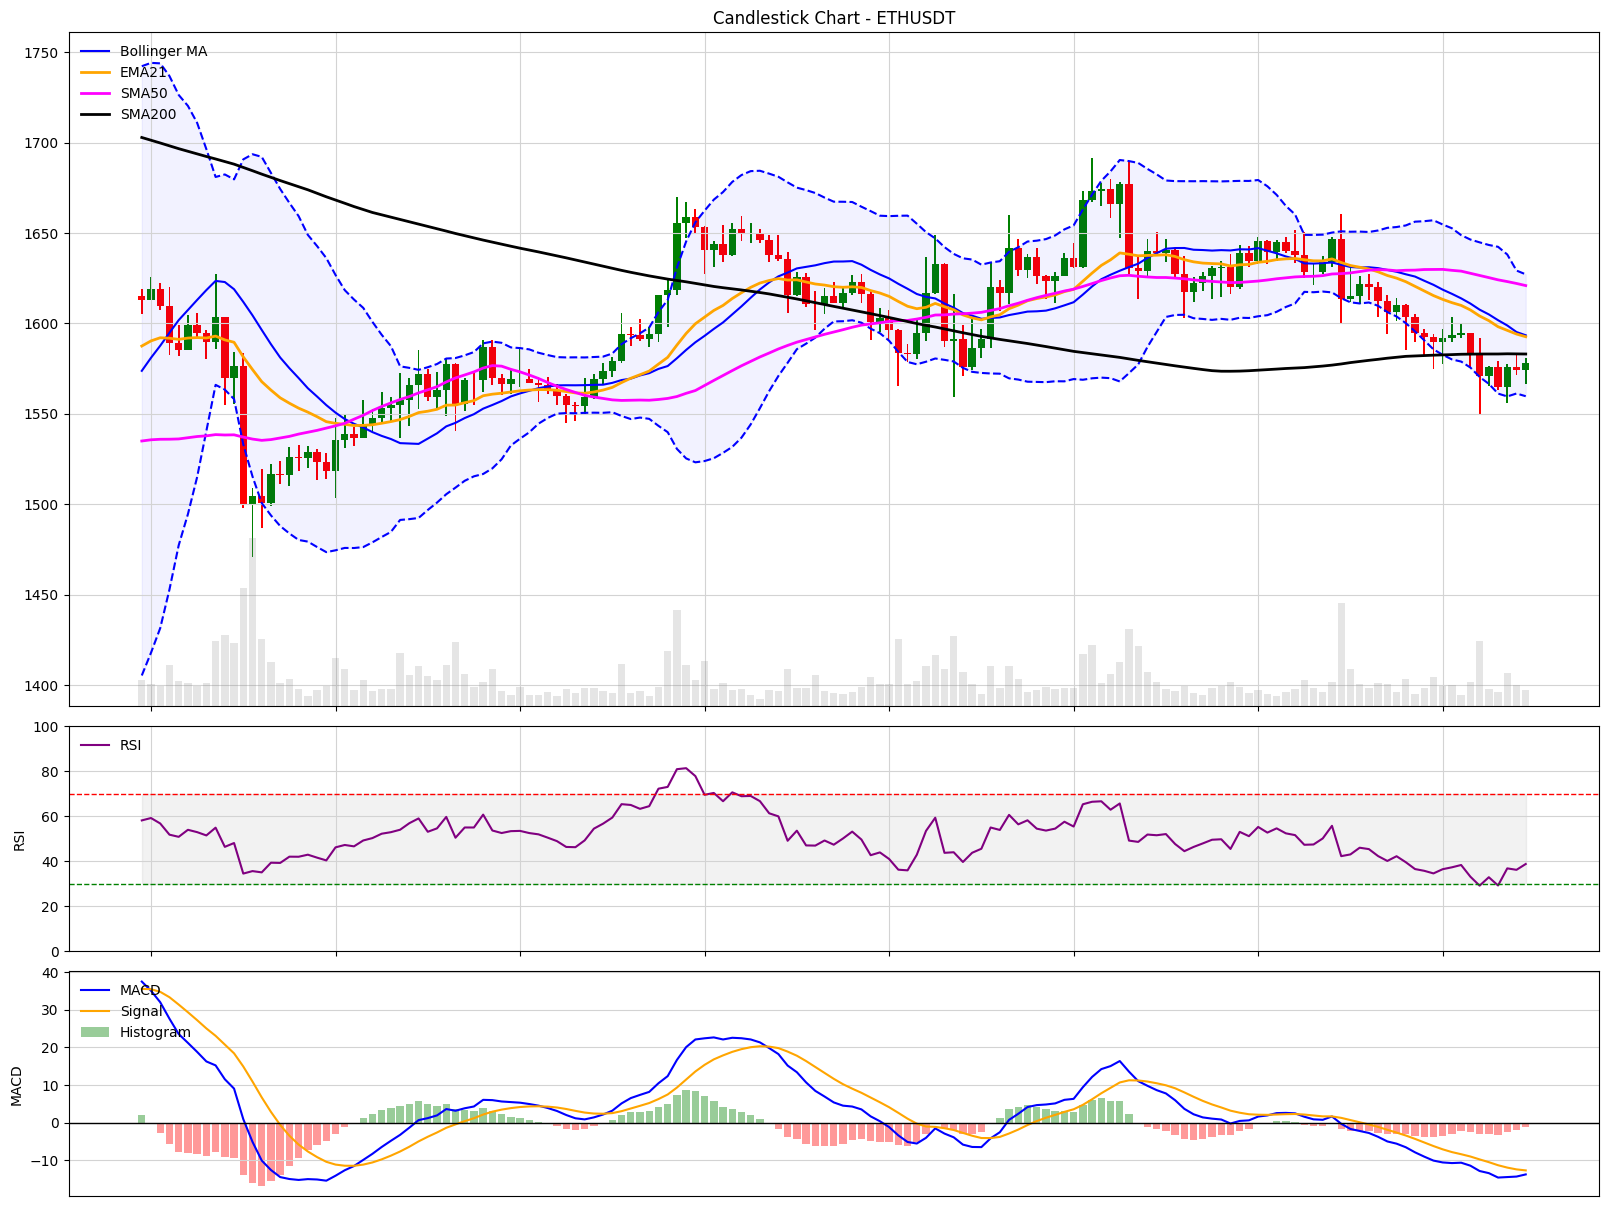 Candlestick Chart - ETHUSDT
Bollinger MA
EMA21
SMA50
SMA200
1750
1700
1650
1600
1550
1500
1450
1400
RSI
100
80
60
40
20
0
RSI
MACD
Signal
Histogram
40
30
20
10
0
−10
MACD